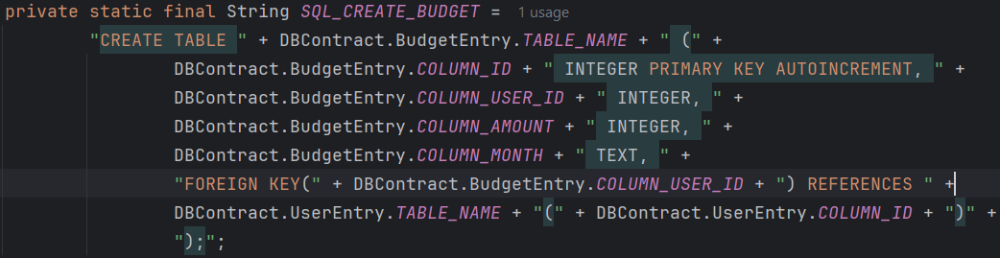 private static final String SQL_CREATE_BUDGET = 1 usage
"CREATE TABLE " + DBContract.BudgetEntry.TABLE_NAME + " (" +
DBContract.BudgetEntry.COLUMN_ID + " INTEGER PRIMARY KEY AUTOINCREMENT, " +
DBContract.BudgetEntry.COLUMN_USER_ID + " INTEGER, " +
DBContract.BudgetEntry.COLUMN_AMOUNT + " INTEGER, " +
DBContract.BudgetEntry.COLUMN_MONTH + " TEXT, " +
"FOREIGN KEY(" + DBContract.BudgetEntry.COLUMN_USER_ID + ") REFERENCES " +
DBContract.UserEntry.TABLE_NAME + "(" + DBContract.UserEntry.COLUMN_ID + ")" +
");";